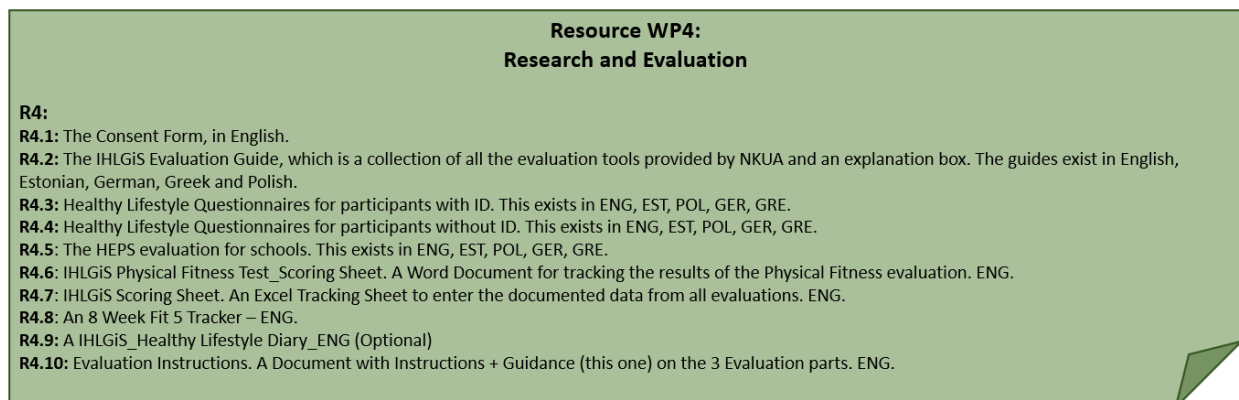 Resource WP4:
Research and Evaluation
R4:
R4.1: The Consent Form, in English.
R4.2: The IHLGiS Evaluation Guide, which is a collection of all the evaluation tools provided by NKUA and an explanation box. The guides exist in English,
Estonian, German, Greek and Polish.
R4.3: Healthy Lifestyle Questionnaires for participants with ID. This exists in ENG, EST, POL, GER, GRE.
R4.4: Healthy Lifestyle Questionnaires for participants without ID. This exists in ENG, EST, POL, GER, GRE.
R4.5: The HEPS evaluation for schools. This exists in ENG, EST, POL, GER, GRE.
R4.6: IHLGiS Physical Fitness Test_Scoring Sheet. A Word Document for tracking the results of the Physical Fitness evaluation. ENG.
R4.7: IHLGiS Scoring Sheet. An Excel Tracking Sheet to enter the documented data from all evaluations. ENG.
R4.8: An 8 Week Fit 5 Tracker – ENG.
R4.9: A IHLGiS_Healthy Lifestyle Diary_ENG (Optional)
R4.10: Evaluation Instructions. A Document with Instructions + Guidance (this one) on the 3 Evaluation parts. ENG.